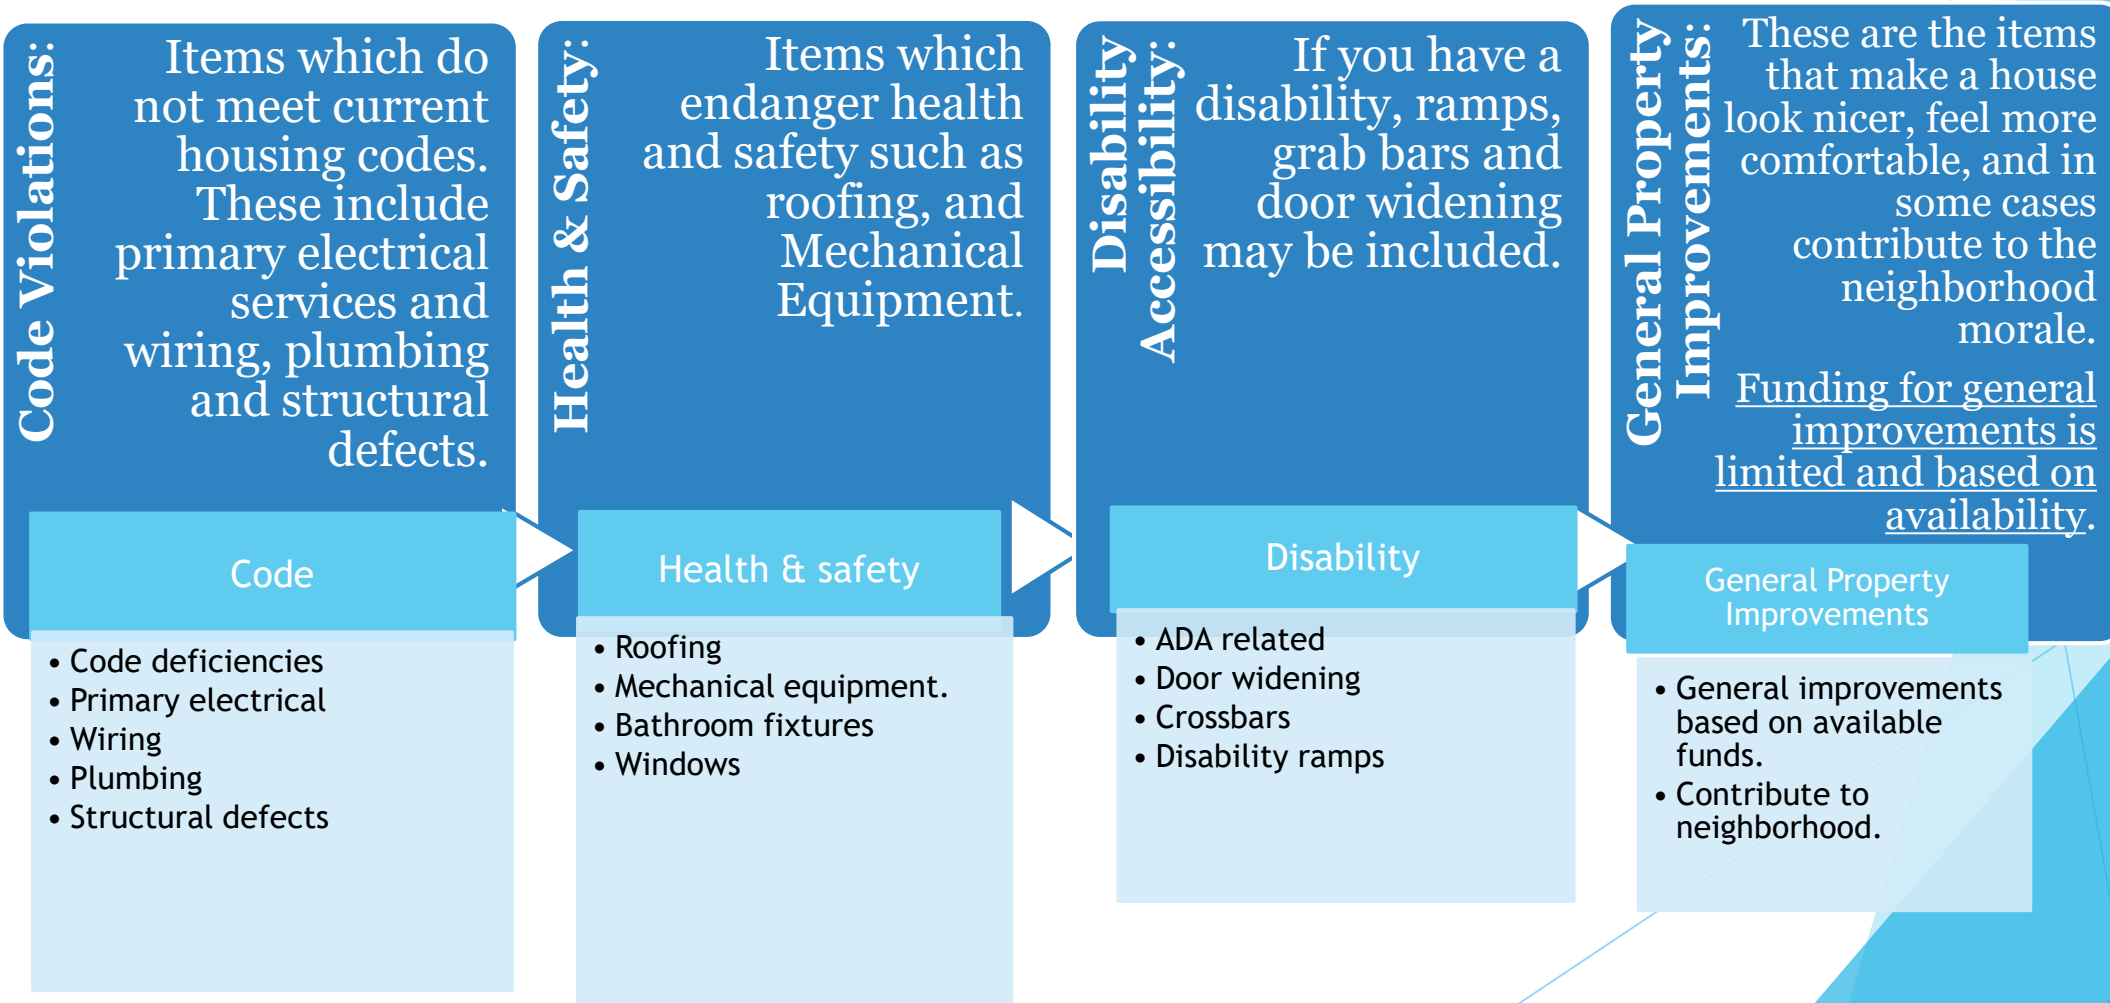 Code Violations:
Items which do
not meet current
housing codes.
These include
primary electrical
services and
wiring, plumbing
and structural
defects.
Code
• Code deficiencies
• Primary electrical
• Wiring
• Plumbing
• Structural defects
Health & Safety:
Items which
endanger health
and safety such as
roofing, and
Mechanical
Equipment.
Health & safety
• Roofing
• Mechanical equipment.
• Bathroom fixtures
• Windows
Disability
Accessibility:
If you have a
disability, ramps,
grab bars and
door widening
may be included.
Disability
• ADA related
• Door widening
• Crossbars
• Disability ramps
General Property
Improvements:
These are the items
that make a house
look nicer, feel more
comfortable, and in
some cases
contribute to the
neighborhood
morale.
Funding for general
improvements is
limited and based on
availability.
General Property
Improvements
• General improvements
based on available
funds.
• Contribute to
neighborhood.